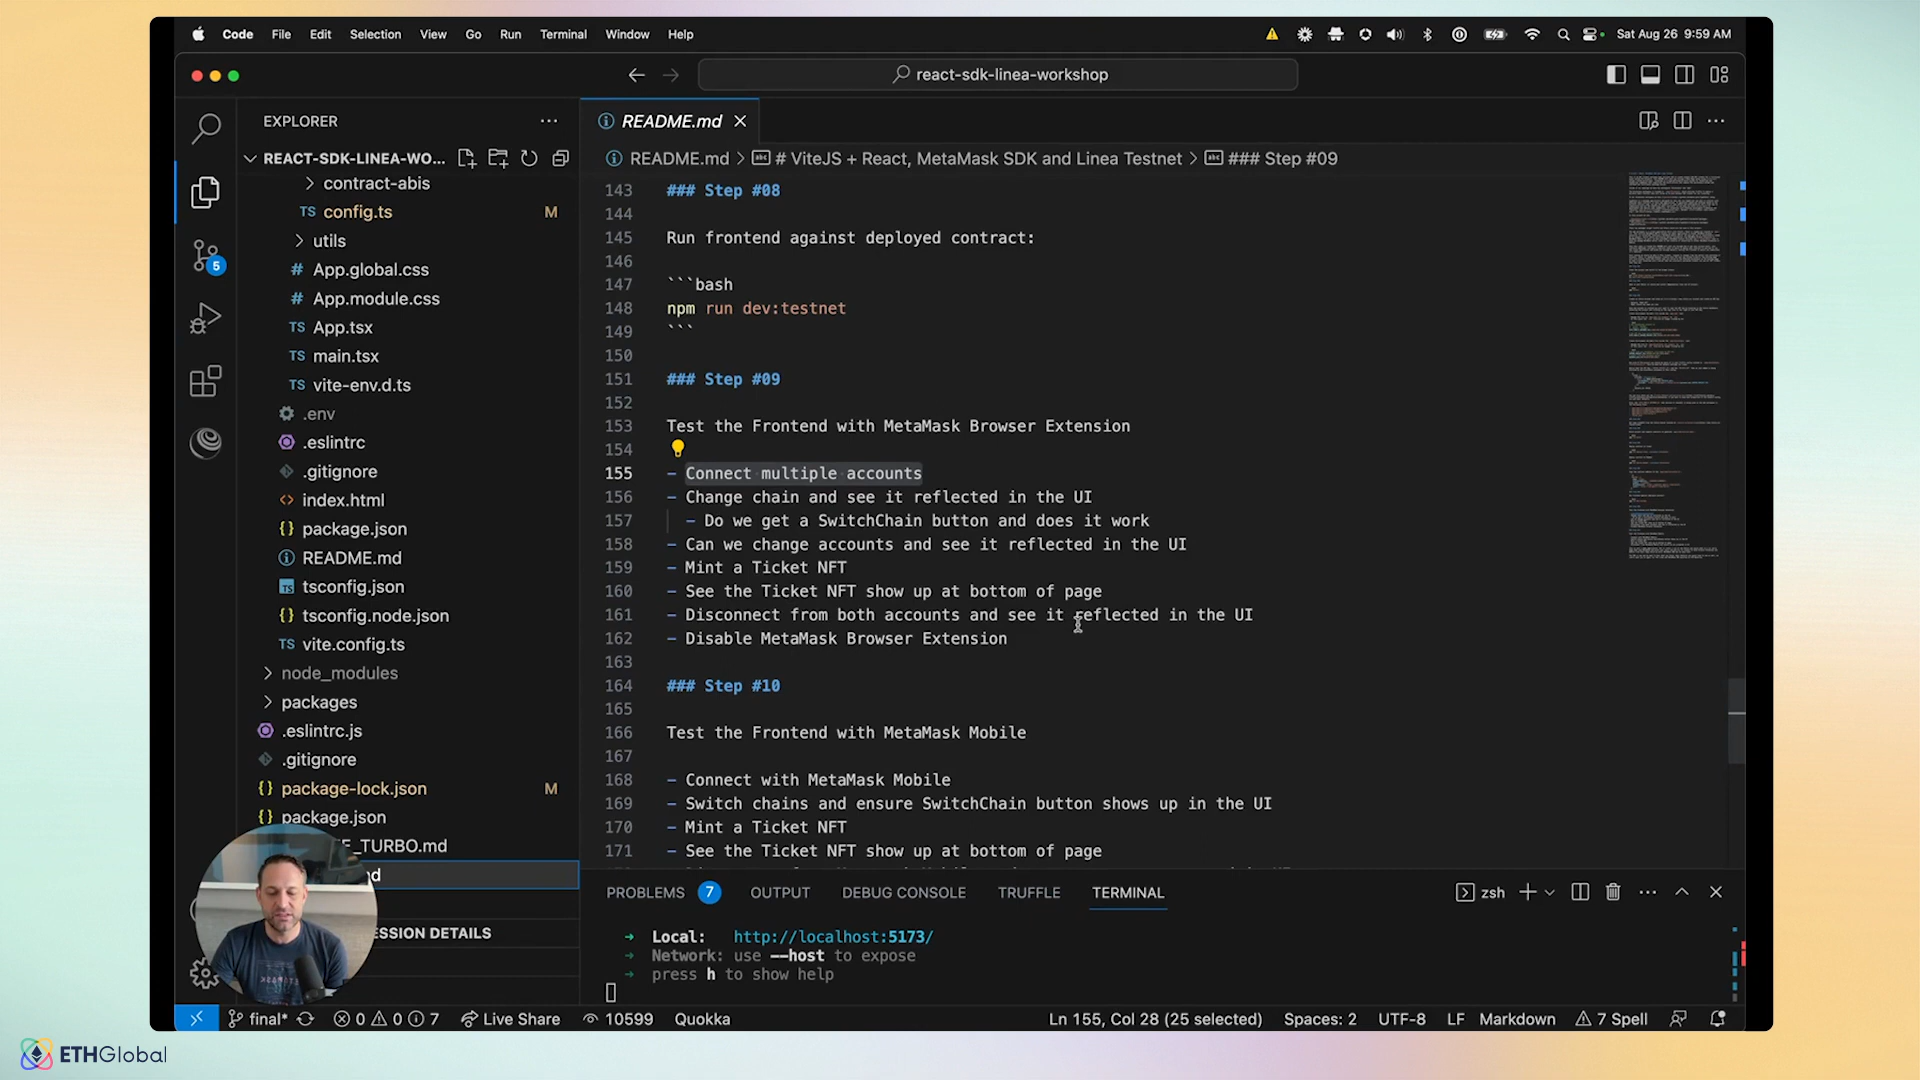 Code File Edit Selection View Go Run Terminal Window Help
Sat Aug 26 9:59 AM
react-sdk-linea-workshop
EXPLORER
README.md
REACT-SDK-LINEA-WO...
README.md > # ViteJS + React, MetaMask SDK and Linea Testnet > ### Step #09
contract-abis
TS config.ts M
utils
# App.global.css
# App.module.css
TS App.tsx
TS main.tsx
TS vite-env.d.ts
.env
.eslintrc
.gitignore
index.html
package.json
README.md
tsconfig.json
tsconfig.node.json
TS vite.config.ts
node_modules
packages
.eslintrc.js
.gitignore
package-lock.json M
package.json
_TURBO.md
5
143 ### Step #08
144
145 Run frontend against deployed contract:
146
147 ```bash
148 npm run dev:testnet
149 ```
150
151 ### Step #09
152
153 Test the Frontend with MetaMask Browser Extension
154
155 - Connect multiple accounts
156 - Change chain and see it reflected in the UI
157 - Do we get a SwitchChain button and does it work
158 - Can we change accounts and see it reflected in the UI
159 - Mint a Ticket NFT
160 - See the Ticket NFT show up at bottom of page
161 - Disconnect from both accounts and see it reflected in the UI
162 - Disable MetaMask Browser Extension
163
164 ### Step #10
165
166 Test the Frontend with MetaMask Mobile
167
168 - Connect with MetaMask Mobile
169 - Switch chains and ensure SwitchChain button shows up in the UI
170 - Mint a Ticket NFT
171 - See the Ticket NFT show up at bottom of page
PROBLEMS 7 OUTPUT DEBUG CONSOLE TRUFFLE TERMINAL
zsh
SSION DETAILS
➜ Local: http://localhost:5173/
➜ Network: use --host to expose
➜ press h to show help
final* 0 0 7 Live Share 10599 Quokka
Ln 155, Col 28 (25 selected) Spaces: 2 UTF-8 LF Markdown 7 Spell
ETHGlobal